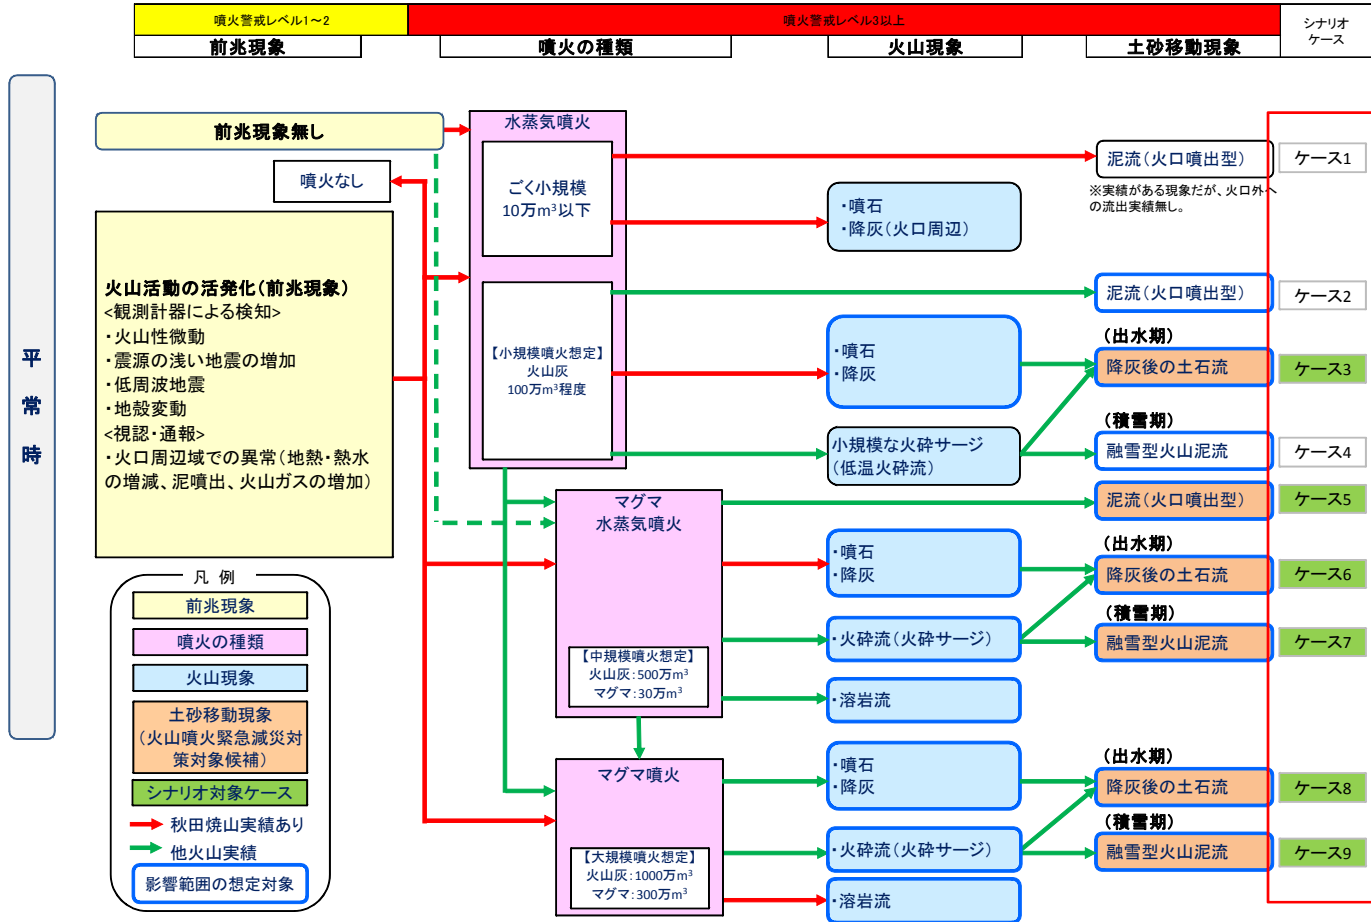 噴火警戒レベル1～2
噴火警戒レベル3以上
シナリオ
ケース
前兆現象
噴火の種類
火山現象
土砂移動現象
平
常
時
前兆現象無し
噴火なし
火山活動の活発化(前兆現象)
<観測計器による検知>
・火山性微動
・震源の浅い地震の増加
・低周波地震
・地殻変動
<視認・通報>
・火口周辺域での異常(地熱・熱水
の増減、泥噴出、火山ガスの増加)
水蒸気噴火
ごく小規模
10万m³以下
【小規模噴火想定】
火山灰
100万m³程度
マグマ
水蒸気噴火
【中規模噴火想定】
火山灰:500万m³
マグマ:30万m³
マグマ噴火
【大規模噴火想定】
火山灰:1000万m³
マグマ:300万m³
・噴石
・降灰(火口周辺)
・噴石
・降灰
小規模な火砕サージ
(低温火砕流)
・噴石
・降灰
・火砕流(火砕サージ)
・溶岩流
・噴石
・降灰
・火砕流(火砕サージ)
・溶岩流
泥流(火口噴出型)
※実績がある現象だが、火口外へ
の流出実績無し。
泥流(火口噴出型)
(出水期)
降灰後の土石流
(積雪期)
融雪型火山泥流
泥流(火口噴出型)
(出水期)
降灰後の土石流
(積雪期)
融雪型火山泥流
(出水期)
降灰後の土石流
(積雪期)
融雪型火山泥流
ケース1
ケース2
ケース3
ケース4
ケース5
ケース6
ケース7
ケース8
ケース9
凡 例
前兆現象
噴火の種類
火山現象
土砂移動現象
(火山噴火緊急減災対
策対象候補)
シナリオ対象ケース
秋田焼山実績あり
他火山実績
影響範囲の想定対象